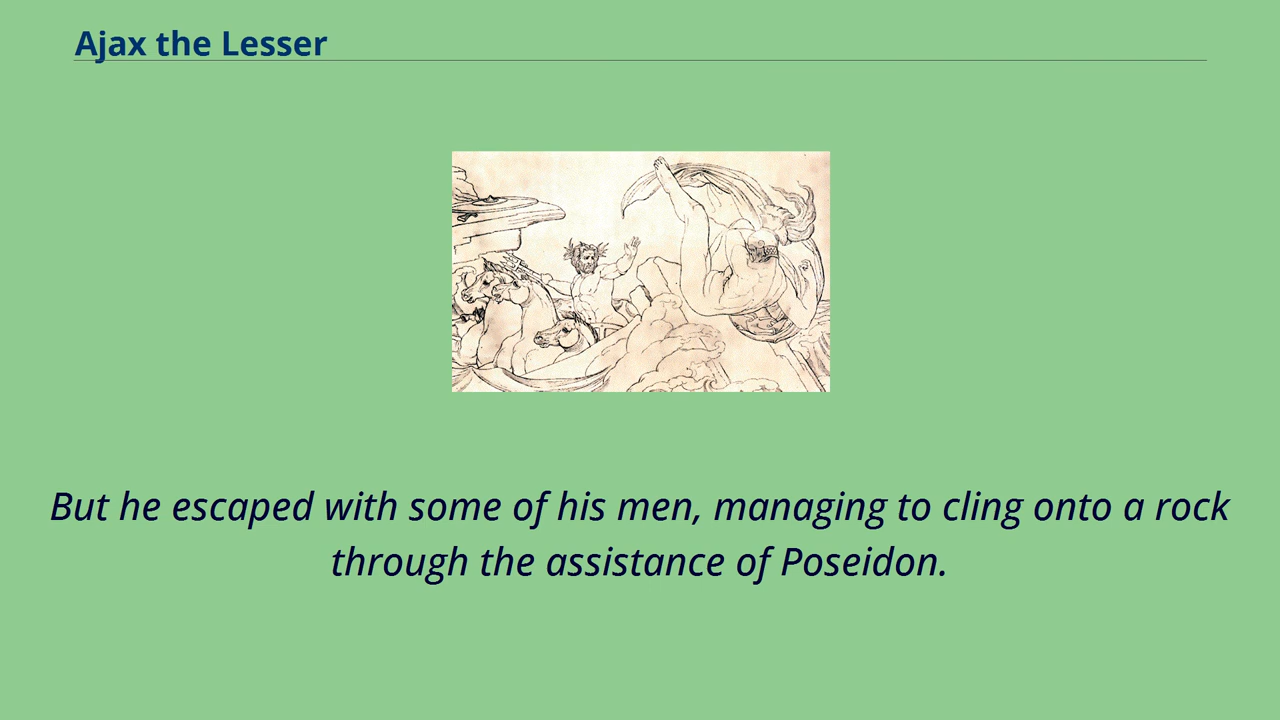 Ajax the Lesser
But he escaped with some of his men, managing to cling onto a rock
through the assistance of Poseidon.